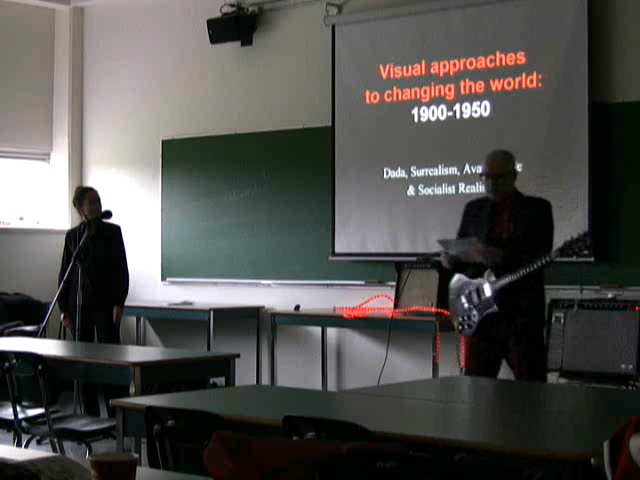 Visual approaches
to changing the world:
1900-1950
Dada, Surrealism,
& Socialist